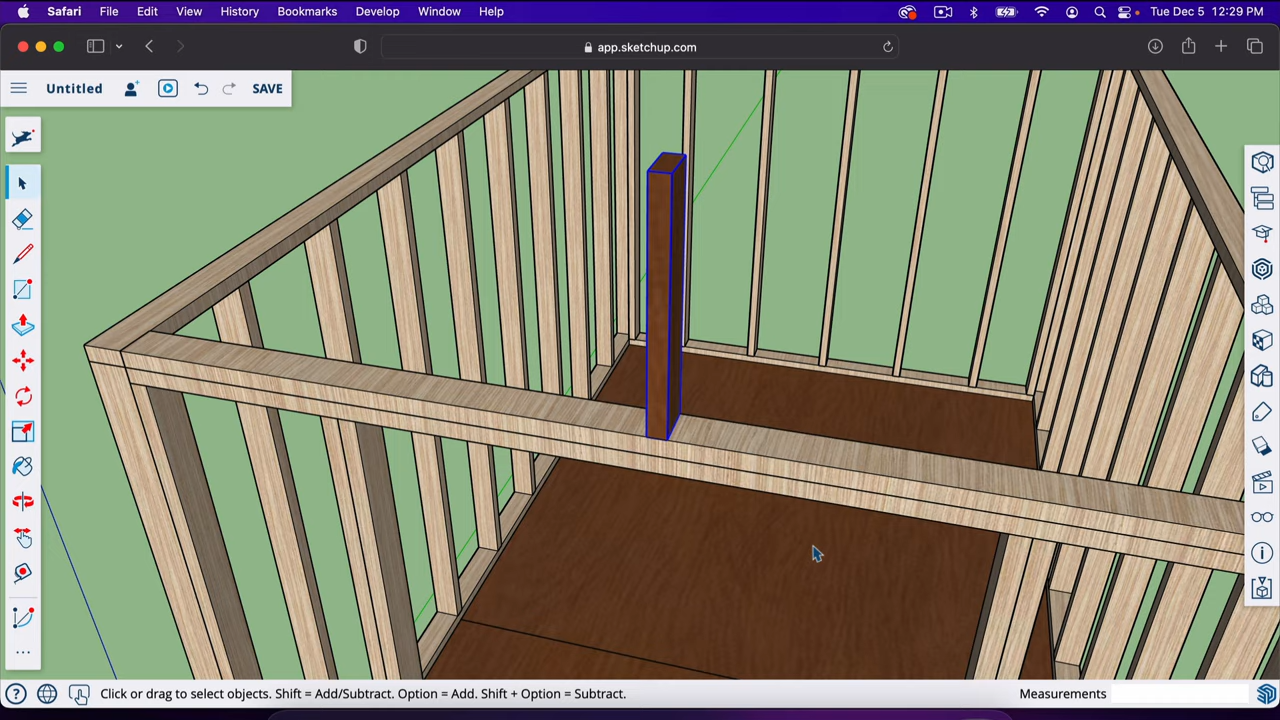 Safari File Edit View History Bookmarks Develop Window Help Tue Dec 5 12:29 PM
app.sketchup.com
Untitled SAVE
Click or drag to select objects. Shift = Add/Subtract. Option = Add. Shift + Option = Subtract. Measurements